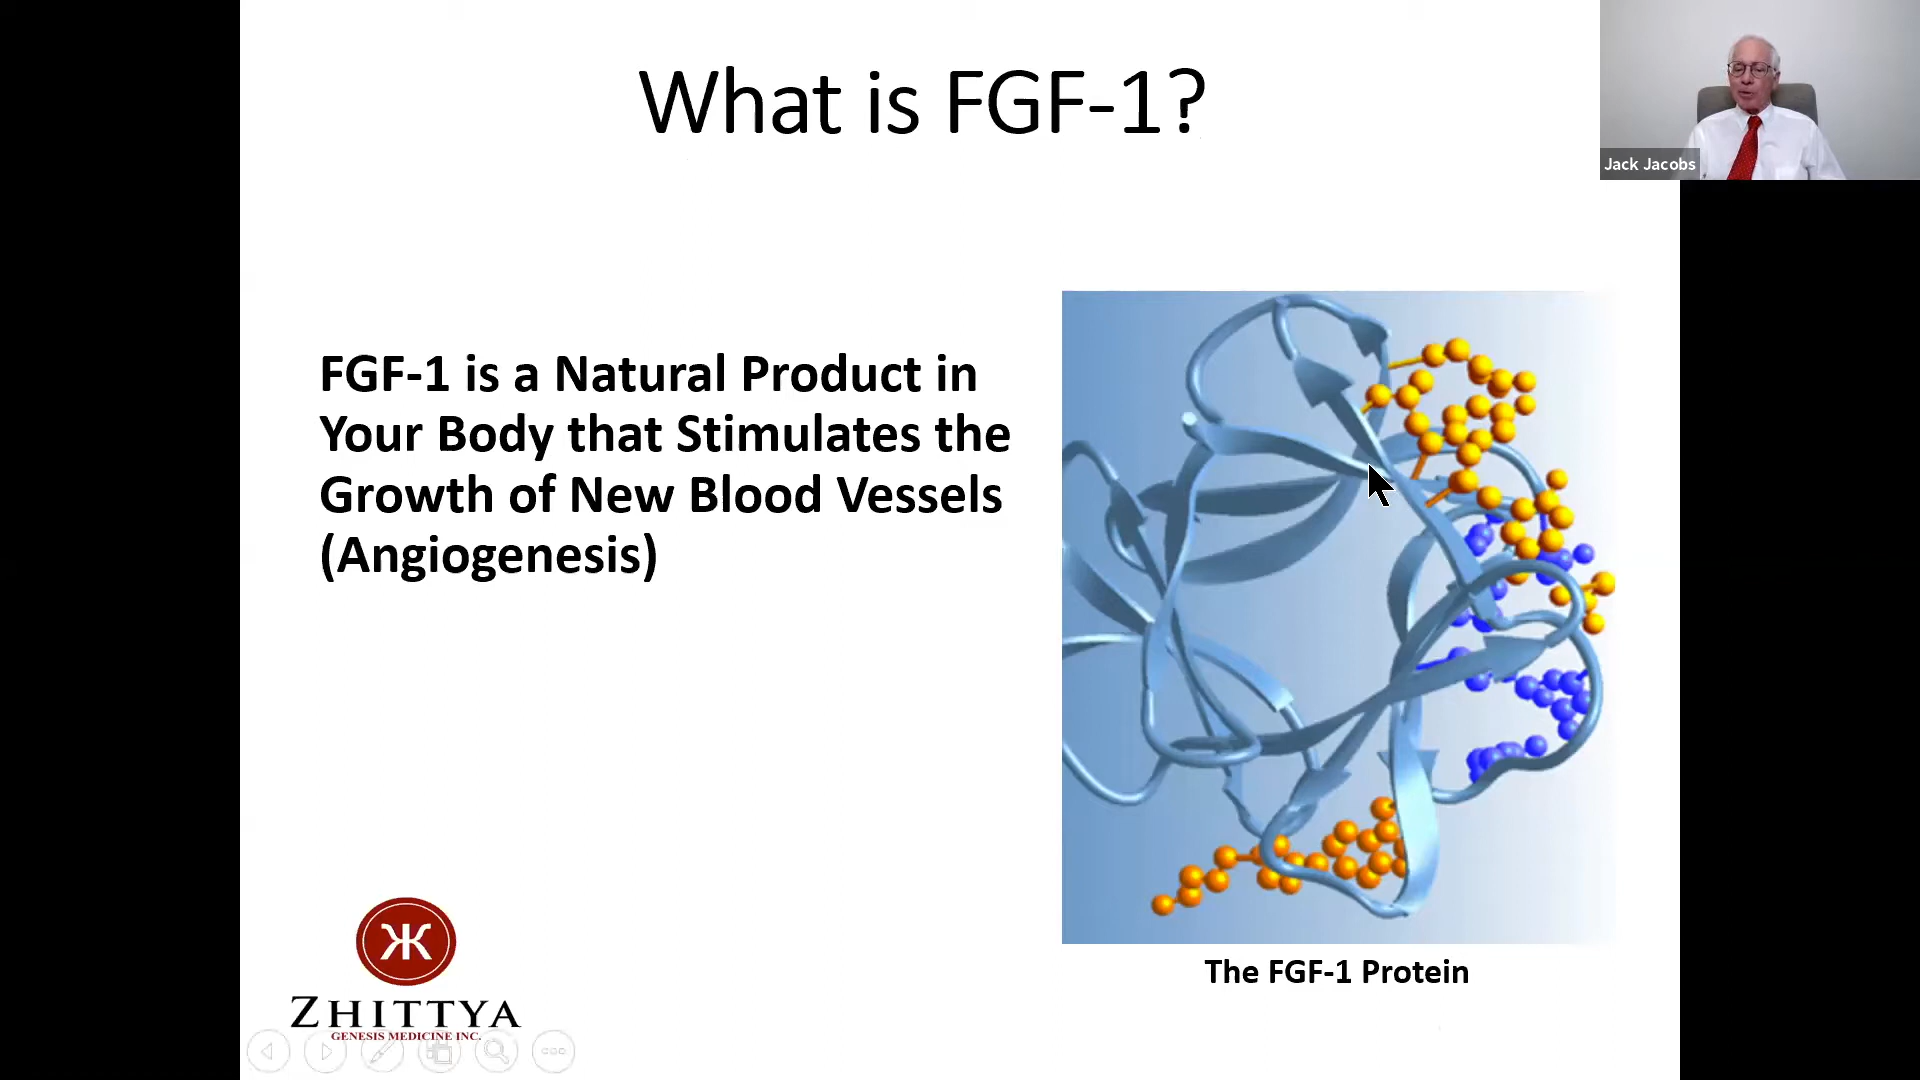 What is FGF-1?
Jack Jacobs
FGF-1 is a Natural Product in
Your Body that Stimulates the
Growth of New Blood Vessels
(Angiogenesis)
The FGF-1 Protein
ZHITTYA
GENESIS MEDICINE INC.